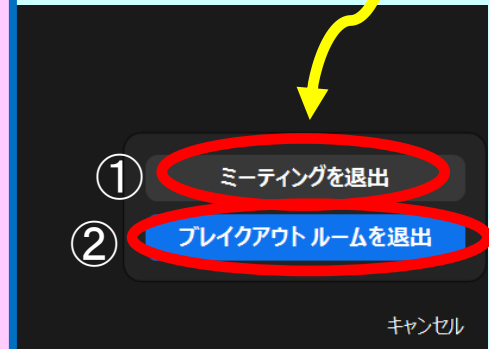 ① ミーティングを退出
② ブレイクアウト ルームを退出
キャンセル